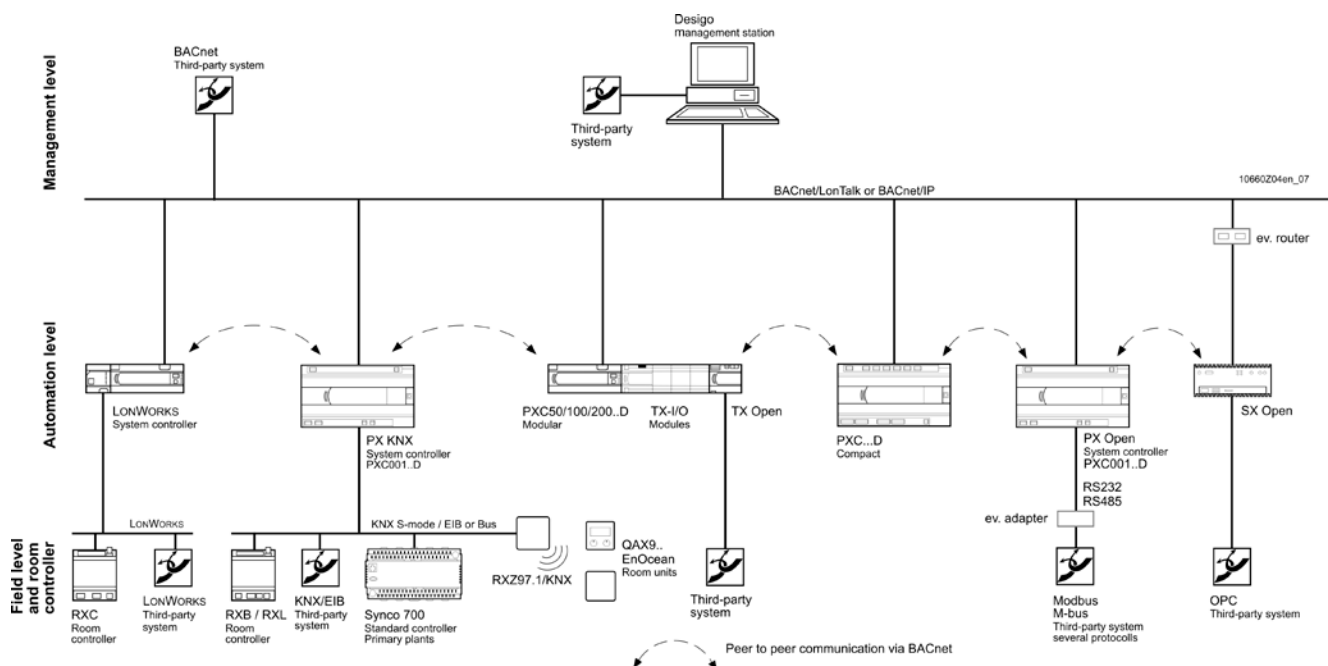 Management level
Desigo
management station
BACnet
Third-party system
Third-party
system
BACnet/LonTalk or BACnet/IP
10660Z04en_07
ev. router
Automation level
LONWORKS
System controller
PX KNX
System controller
PXC001..D
PXC50/100/200..D
Modular
TX-I/O
Modules
TX Open
PXC...D
Compact
PX Open
System controller
PXC001..D
SX Open
RS232
RS485
ev. adapter
Field level
and room
controller
LONWORKS
KNX S-mode / EIB or Bus
RXC
Room
controller
LONWORKS
Third-party
system
RXB / RXL
Room
controller
KNX/EIB
Third-party
system
Synco 700
Standard controller
Primary plants
RXZ97.1/KNX
QAX9..
EnOcean
Room units
Third-party
system
Modbus
M-bus
Third-party system
several protocolls
OPC
Third-party system
Peer to peer communication via BACnet